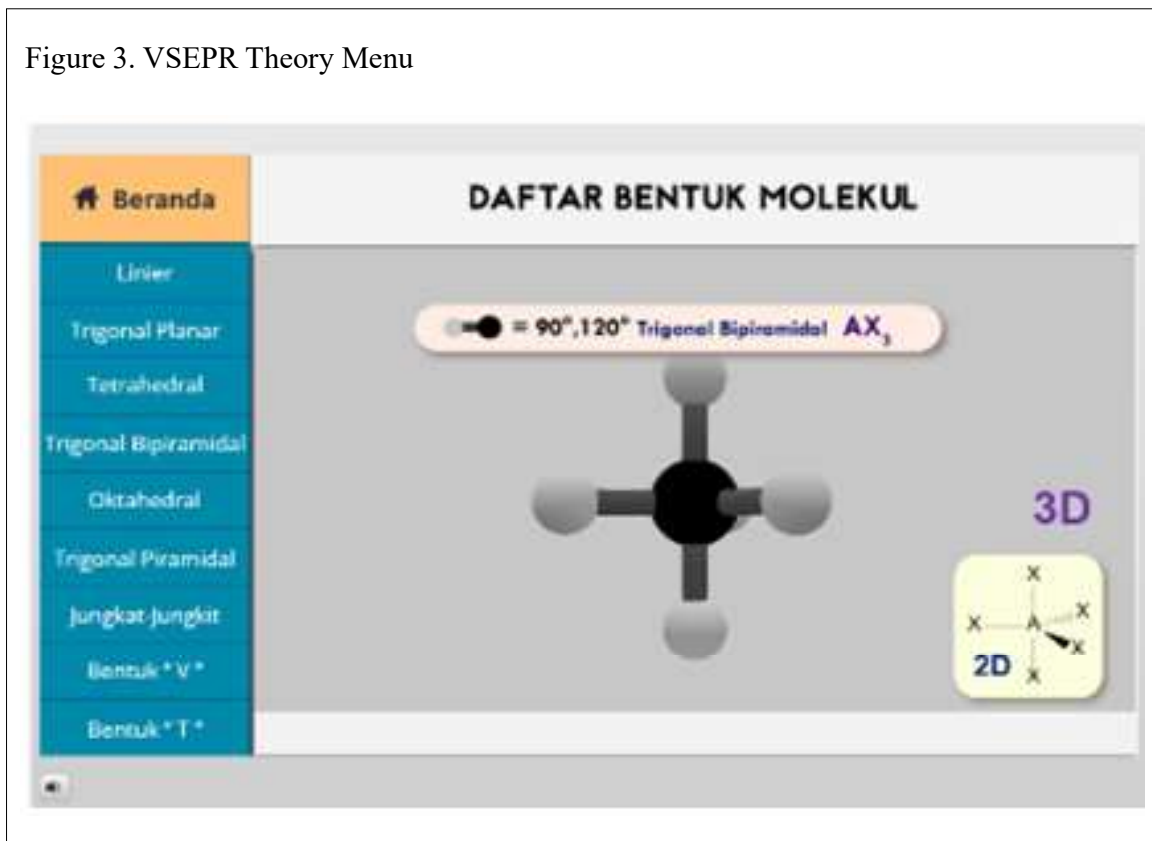 Figure 3. VSEPR Theory Menu
Beranda
DAFTAR BENTUK MOLEKUL
Linier
Trigonal Planar
Tetrahedral
Trigonal Bipiramidal
Oktahedral
Trigonal Piramidal
Jungkat-Jungkit
Bentuk "V"
Bentuk "T"
= 90°,120° Trigonal Bipiramidal AX₅
3D
X
X A X
X
2D X